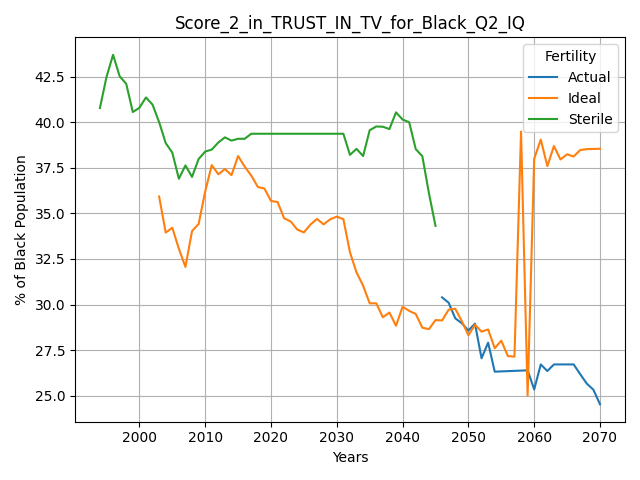 Score_2_in_TRUST_IN_TV_for_Black_Q2_IQ
Fertility
Actual
Ideal
Sterile
% of Black Population
42.5
40.0
37.5
35.0
32.5
30.0
27.5
25.0
2000
2010
2020
2030
2040
2050
2060
2070
Years